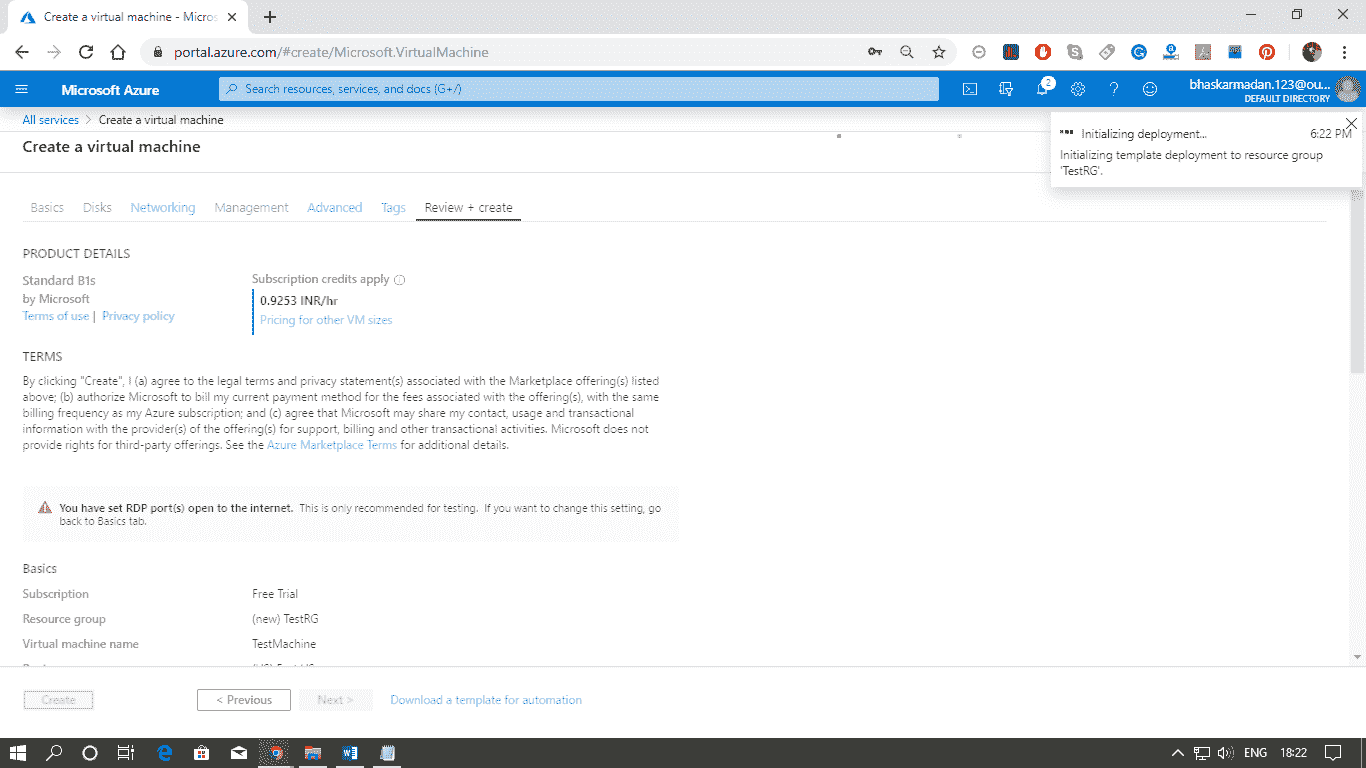 Create a virtual machine - Micros
portal.azure.com/#create/Microsoft.VirtualMachine
Microsoft Azure
Search resources, services, and docs (G+/)
2
bhaskarmadan.123@ou...
DEFAULT DIRECTORY
All services > Create a virtual machine
Create a virtual machine
Initializing deployment...
6:22 PM
Initializing template deployment to resource group
'TestRG'.
Basics Disks Networking Management Advanced Tags Review + create
PRODUCT DETAILS
Standard B1s
by Microsoft
Terms of use | Privacy policy
Subscription credits apply
0.9253 INR/hr
Pricing for other VM sizes
TERMS
By clicking "Create", I (a) agree to the legal terms and privacy statement(s) associated with the Marketplace offering(s) listed
above; (b) authorize Microsoft to bill my current payment method for the fees associated with the offering(s), with the same
billing frequency as my Azure subscription; and (c) agree that Microsoft may share my contact, usage and transactional
information with the provider(s) of the offering(s) for support, billing and other transactional activities. Microsoft does not
provide rights for third-party offerings. See the Azure Marketplace Terms for additional details.
You have set RDP port(s) open to the internet. This is only recommended for testing. If you want to change this setting, go
back to Basics tab.
Basics
Subscription Free Trial
Resource group (new) TestRG
Virtual machine name TestMachine
Create < Previous Next > Download a template for automation
ENG 18:22